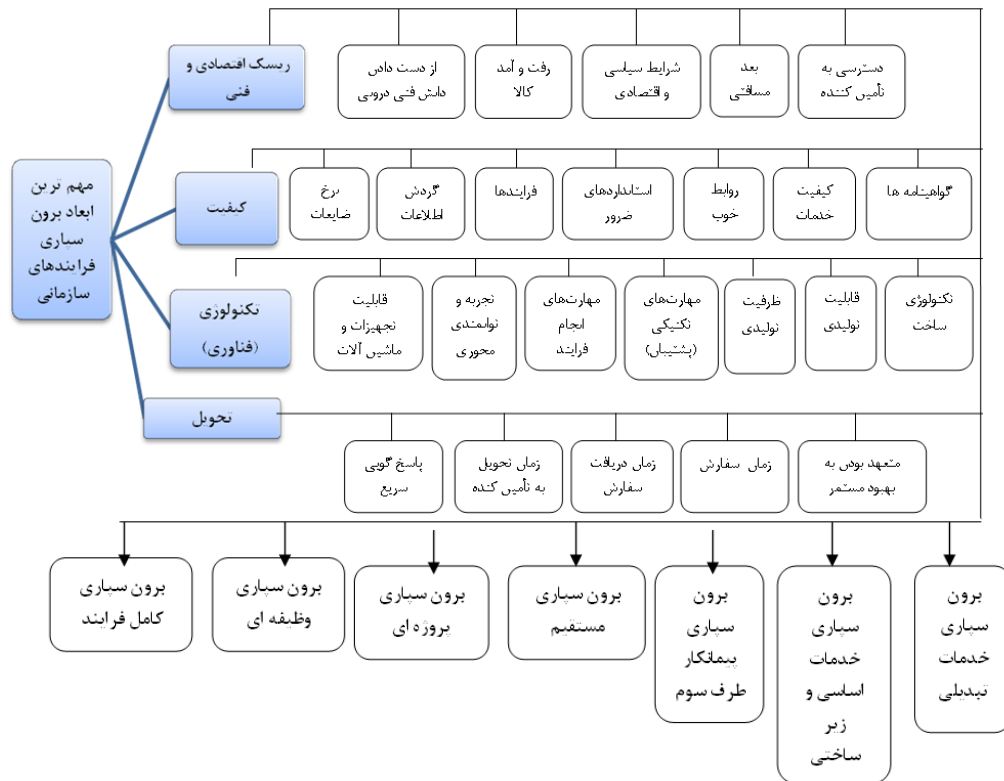 ریسک اقتصادی و
فنی
دسترسی به
تأمین کننده
بعد
مسافتی
شرایط سیاسی
و اقتصادی
رفت و آمد
کالا
از دست دادن
دانش فنی درونی
مهم ترین
ابعاد برون
سپاری
فرایندهای
سازمانی
کیفیت
گواهینامه ها
کیفیت
خدمات
روابط
خوب
استانداردهای
ضرور
فرایندها
گردش
اطلاعات
نرخ
ضایعات
تکنولوژی
(فناوری)
تکنولوژی
ساخت
قابلیت
تولیدی
ظرفیت
تولیدی
مهارت‌های
تکنیکی
(پشتیبان)
مهارت‌های
انجام
فرایند
تجربه و
توانمندی
محوری
قابلیت
تجهیزات و
ماشین آلات
تحویل
متعهد بودن به
بهبود مستمر
زمان سفارش
زمان دریافت
سفارش
زمان تحویل
به تأمین کننده
پاسخ گویی
سریع
برون
سپاری
خدمات
تبدیلی
برون
سپاری
خدمات
اساسی و
زیر
ساختی
برون
سپاری
پیمانکار
طرف سوم
برون سپاری
مستقیم
برون سپاری
پروژه ای
برون سپاری
وظیفه ای
برون سپاری
کامل فرایند